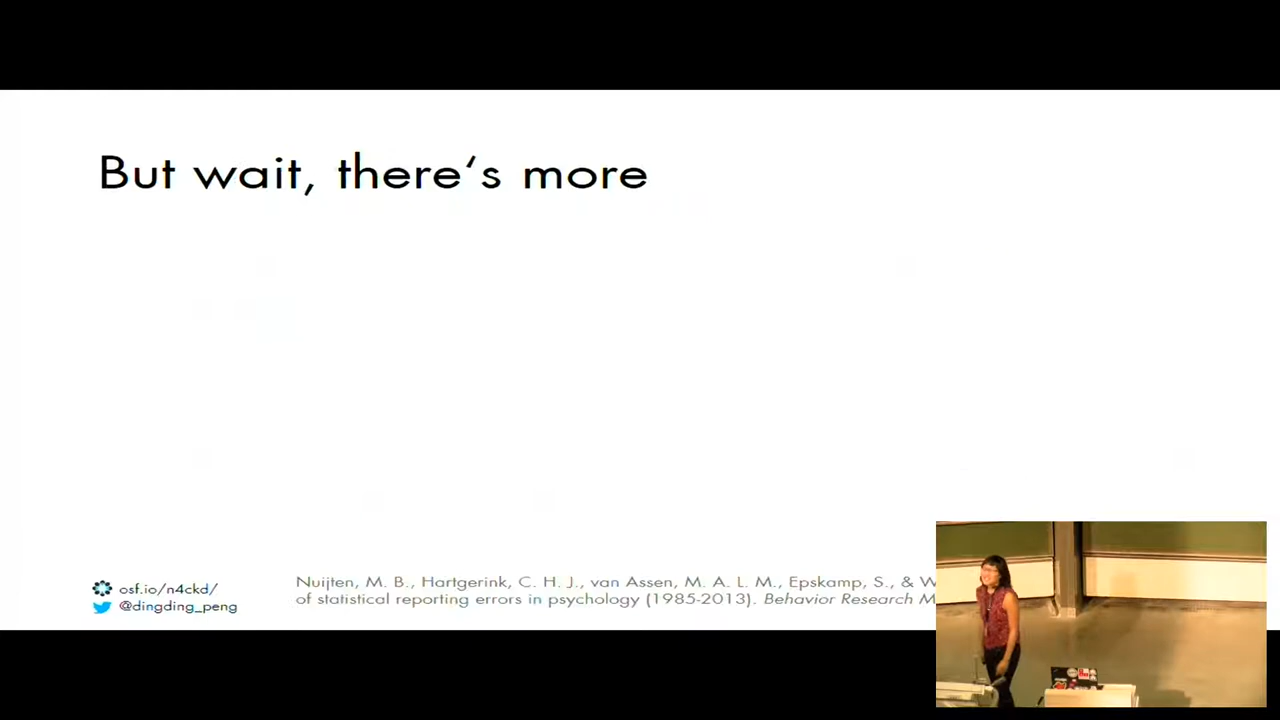 But wait, there‘s more
osf.io/n4ckd/
@dingding_peng
Nuijten, M. B., Hartgerink, C. H. J., van Assen, M. A. L. M., Epskamp, S., & W
of statistical reporting errors in psychology (1985-2013). Behavior Research M